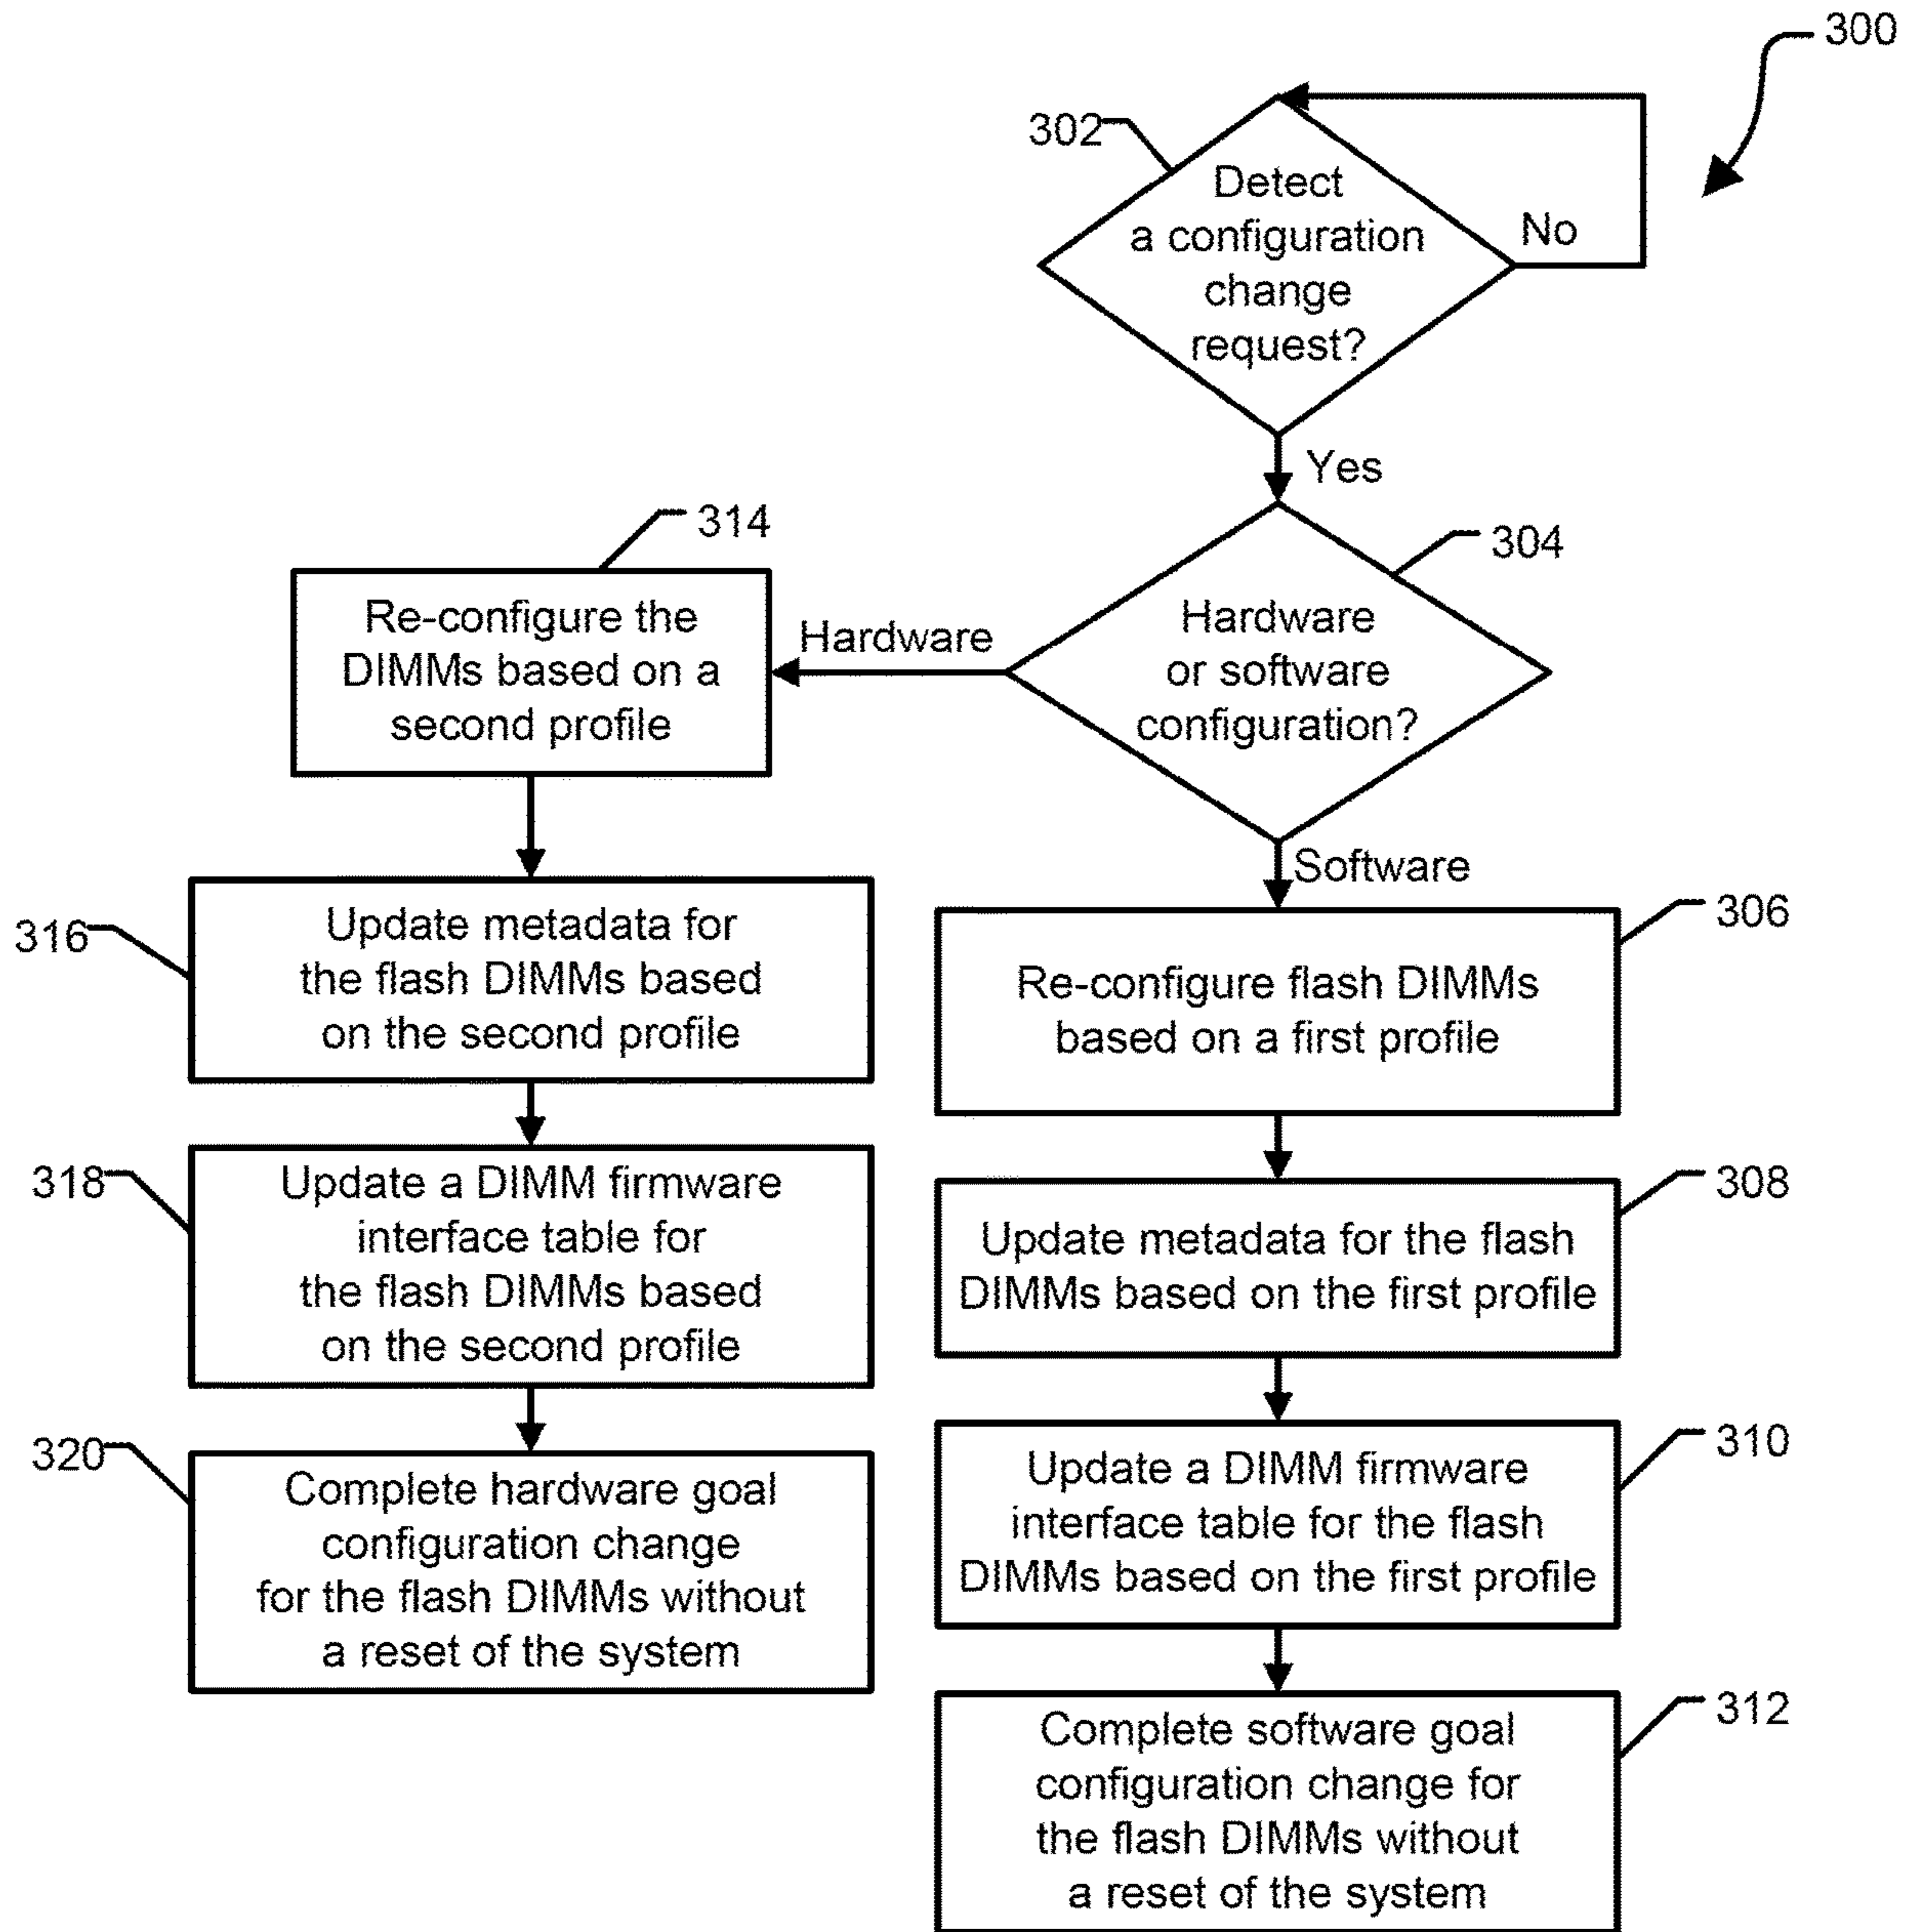 300
302
Detect
a configuration
change
request?
No
Yes
304
Hardware
or software
configuration?
Hardware
314
Re-configure the
DIMMs based on a
second profile
316
Update metadata for
the flash DIMMs based
on the second profile
318
Update a DIMM firmware
interface table for
the flash DIMMs based
on the second profile
320
Complete hardware goal
configuration change
for the flash DIMMs without
a reset of the system
Software
306
Re-configure flash DIMMs
based on a first profile
308
Update metadata for the flash
DIMMs based on the first profile
310
Update a DIMM firmware
interface table for the flash
DIMMs based on the first profile
312
Complete software goal
configuration change for
the flash DIMMs without
a reset of the system